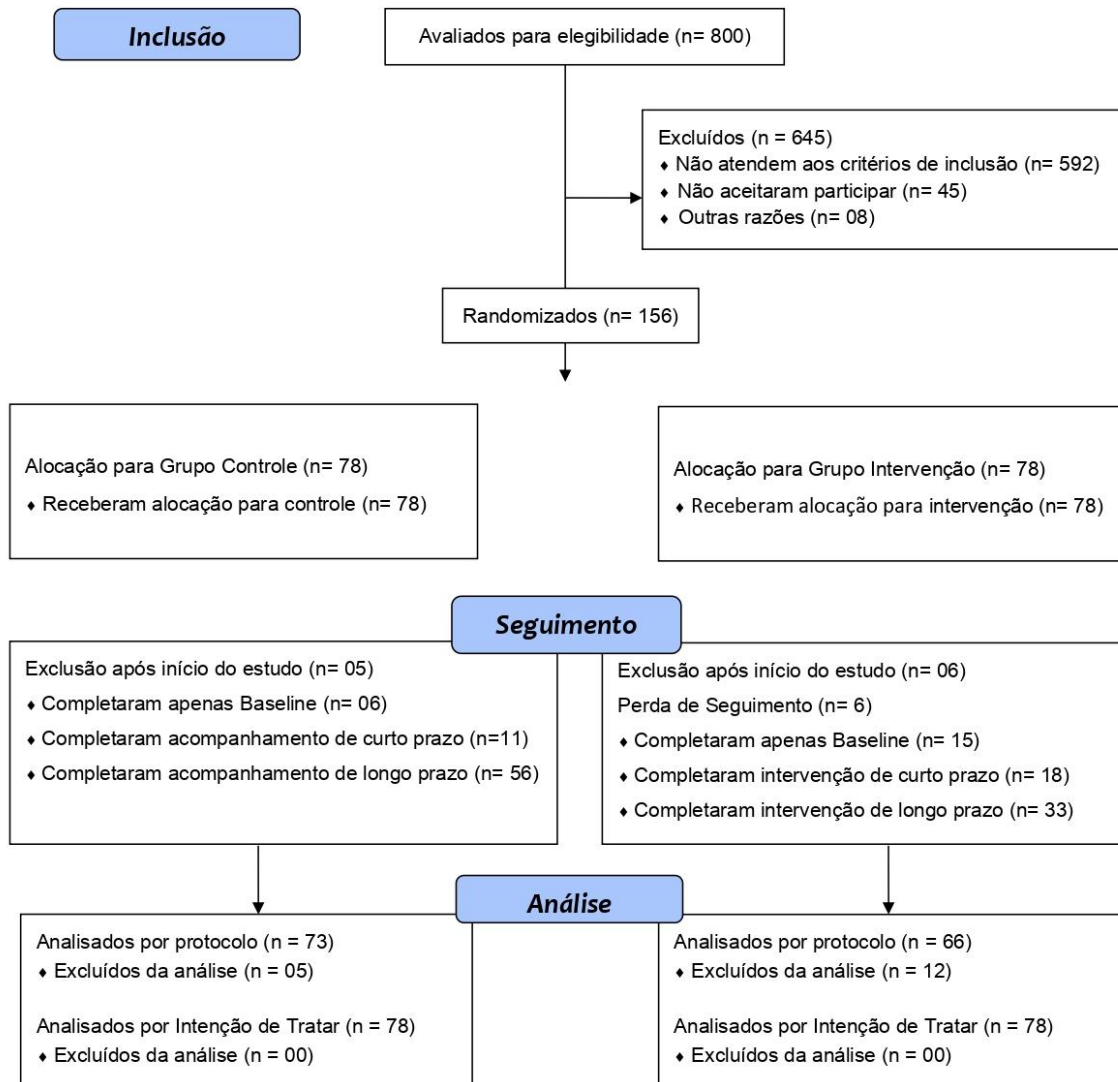 Inclusão
Avaliados para elegibilidade (n= 800)
Excluídos (n = 645)
♦ Não atendem aos critérios de inclusão (n= 592)
♦ Não aceitaram participar (n= 45)
♦ Outras razões (n= 08)
Randomizados (n= 156)
Alocação para Grupo Controle (n= 78)
♦ Receberam alocação para controle (n= 78)
Alocação para Grupo Intervenção (n= 78)
♦ Receberam alocação para intervenção (n= 78)
Seguimento
Exclusão após início do estudo (n= 05)
♦ Completaram apenas Baseline (n= 06)
♦ Completaram acompanhamento de curto prazo (n=11)
♦ Completaram acompanhamento de longo prazo (n= 56)
Exclusão após início do estudo (n= 06)
Perda de Seguimento (n= 6)
♦ Completaram apenas Baseline (n= 15)
♦ Completaram intervenção de curto prazo (n= 18)
♦ Completaram intervenção de longo prazo (n= 33)
Análise
Analisados por protocolo (n = 73)
♦ Excluídos da análise (n = 05)
Analisados por Intenção de Tratar (n = 78)
♦ Excluídos da análise (n = 00)
Analisados por protocolo (n = 66)
♦ Excluídos da análise (n = 12)
Analisados por Intenção de Tratar (n = 78)
♦ Excluídos da análise (n = 00)